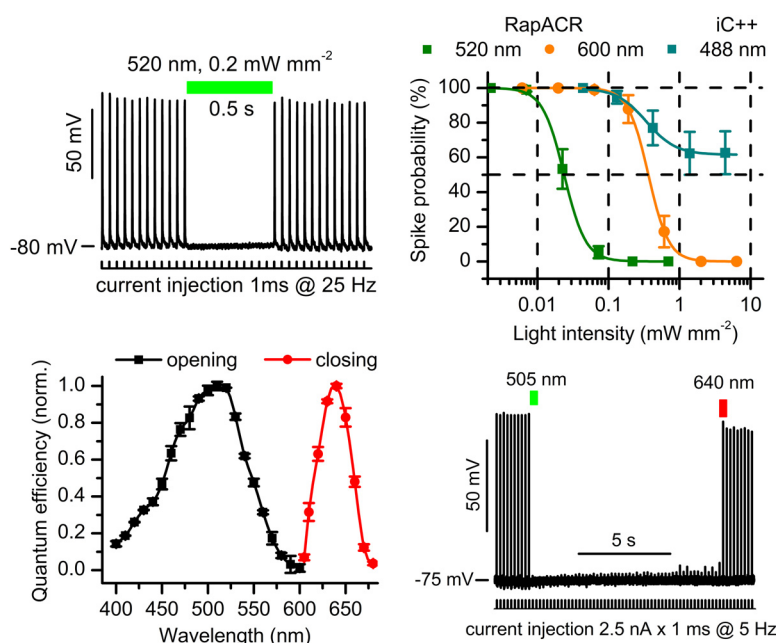 520 nm, 0.2 mW mm-2
0.5 s
50 mV
-80 mV
current injection 1ms @ 25 Hz
RapACR iC++
520 nm 600 nm 488 nm
Spike probability (%)
100
80
60
40
20
0
0.01 0.1 1 10
Light intensity (mW mm-2)
opening closing
Quantum efficiency (norm.)
1.0
0.8
0.6
0.4
0.2
0.0
400 450 500 550 600 650
Wavelength (nm)
505 nm 640 nm
50 mV
5 s
-75 mV
current injection 2.5 nA x 1 ms @ 5 Hz